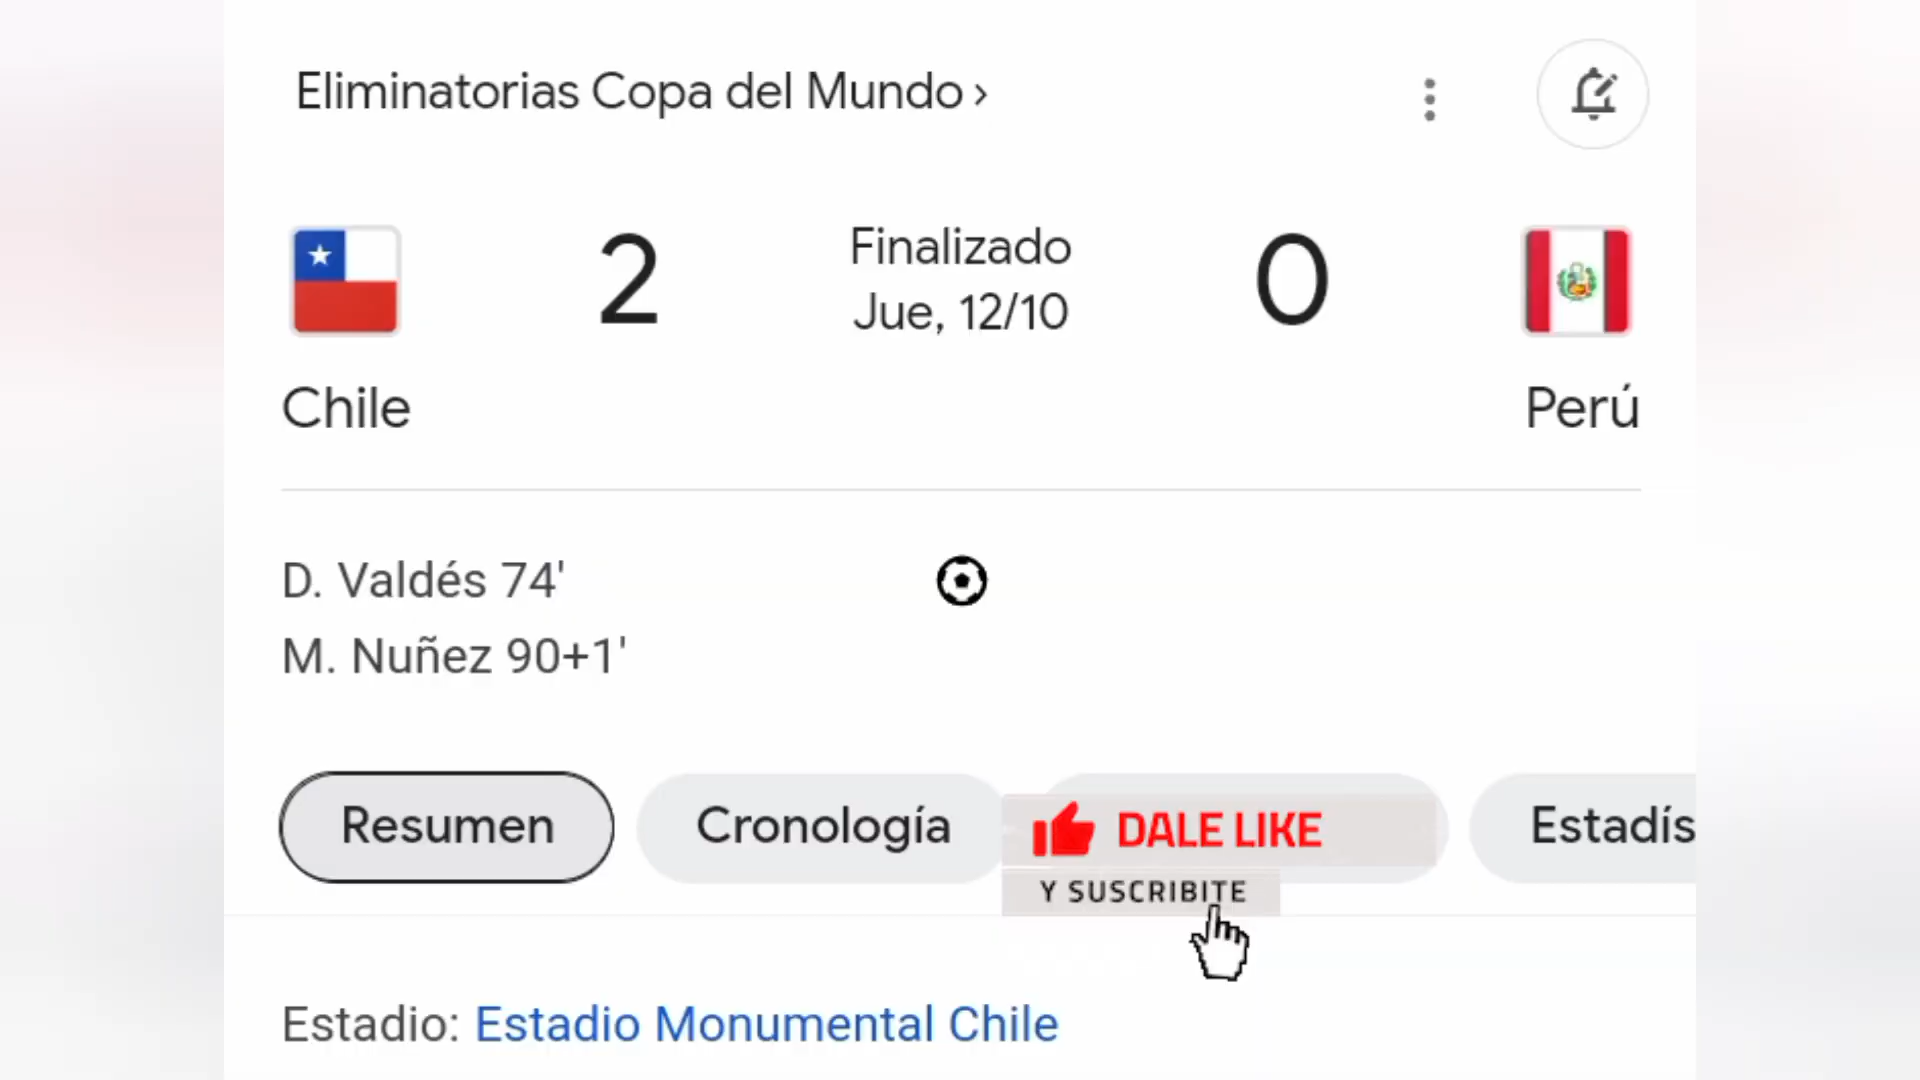 Eliminatorias Copa del Mundo ›
2 Finalizado 0
Jue, 12/10
Chile Perú
D. Valdés 74'
M. Nuñez 90+1'
Resumen Cronología DALE LIKE Estadís
Y SUSCRIBITE
Estadio: Estadio Monumental Chile